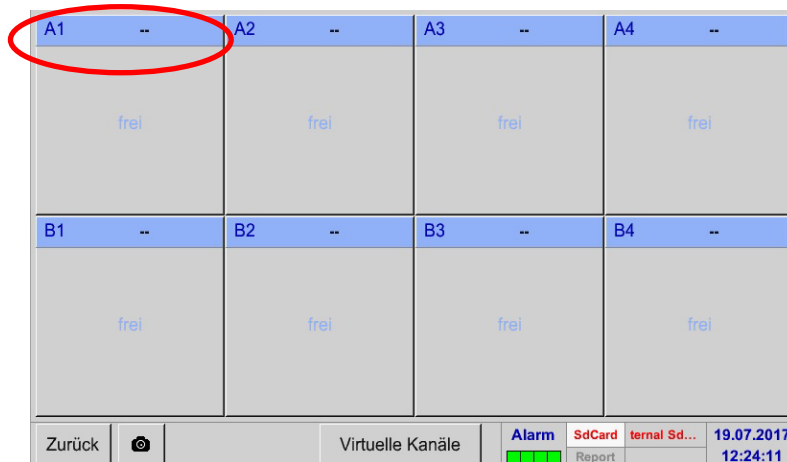 A1 -- A2 -- A3 -- A4 --
frei frei frei frei
B1 -- B2 -- B3 -- B4 --
frei frei frei frei
Zurück Virtuelle Kanäle Alarm SdCard ternal Sd... 19.07.2017
Report 12:24:11